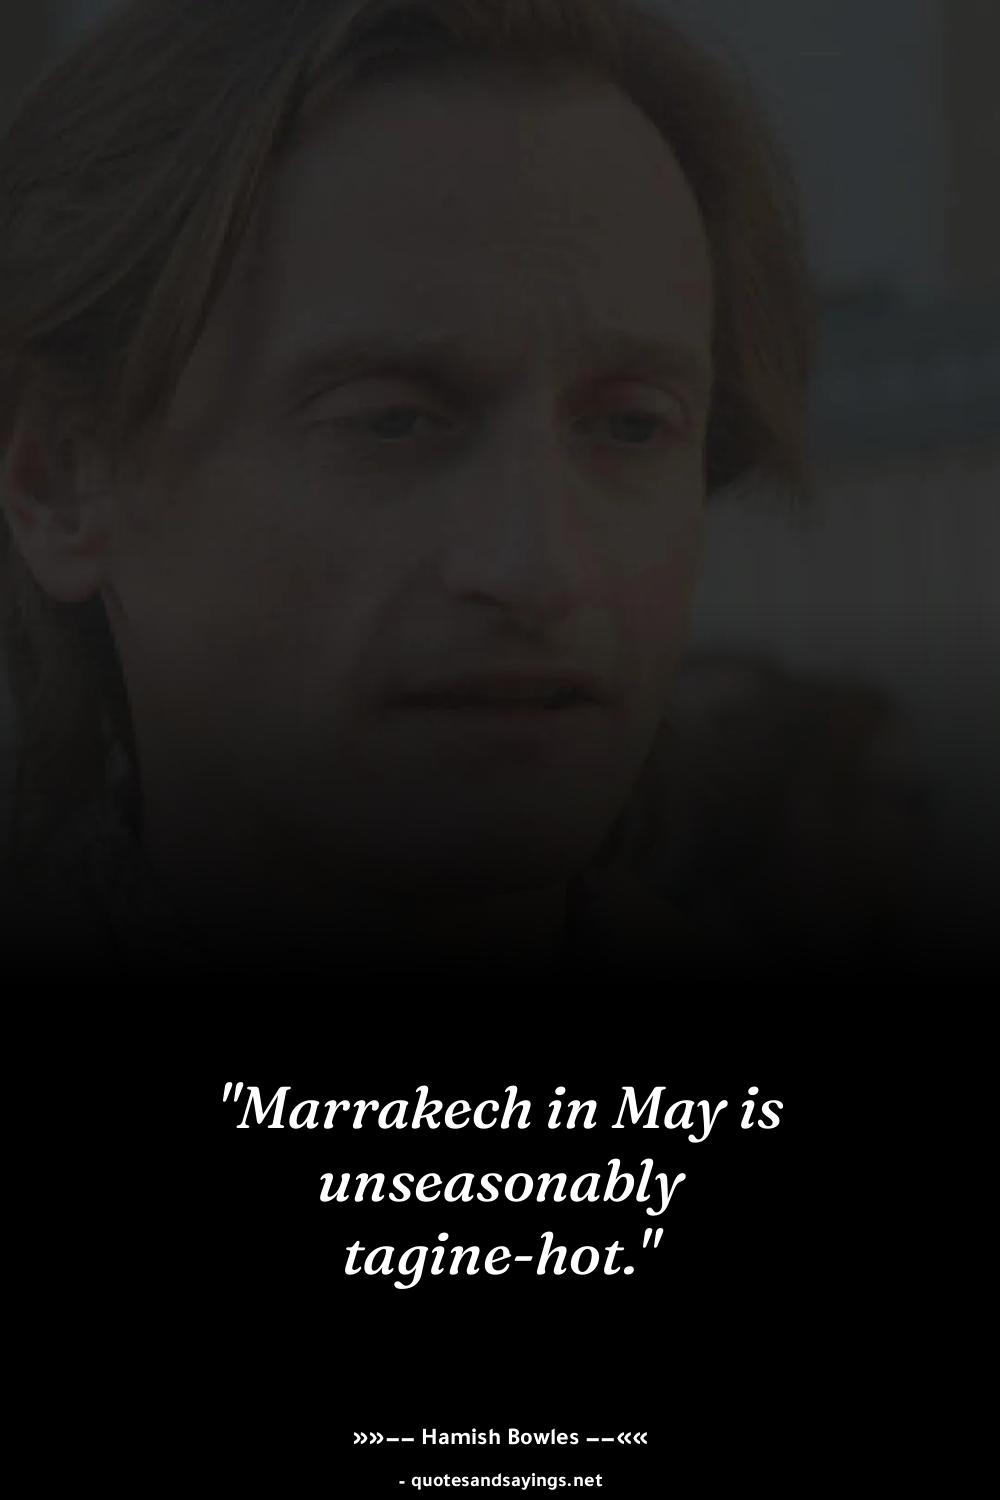 "Marrakech in May is
unseasonably
tagine-hot."
»»−− Hamish Bowles −−««
- quotesandsayings.net